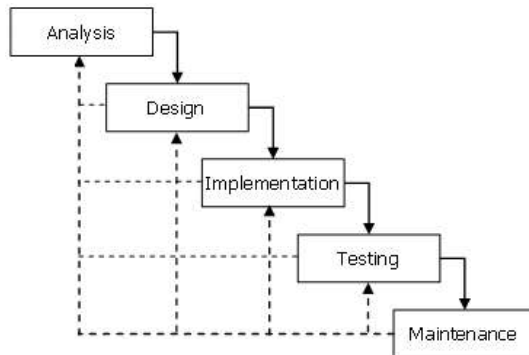 Analysis
Design
Implementation
Testing
Maintenance